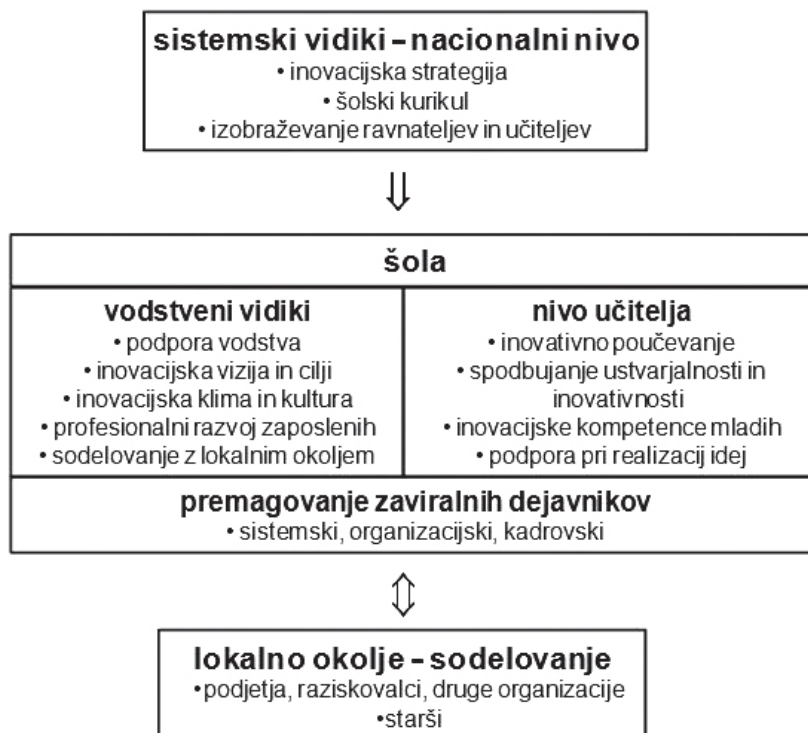 sistemski vidiki – nacionalni nivo
• inovacijska strategija
• šolski kurikul
• izobraževanje ravnateljev in učiteljev
šola
vodstveni vidiki
• podpora vodstva
• inovacijska vizija in cilji
• inovacijska klima in kultura
• profesionalni razvoj zaposlenih
• sodelovanje z lokalnim okoljem
nivo učitelja
• inovativno poučevanje
• spodbujanje ustvarjalnosti in
inovativnosti
• inovacijske kompetence mladih
• podpora pri realizacij idej
premagovanje zaviralnih dejavnikov
• sistemski, organizacijski, kadrovski
lokalno okolje – sodelovanje
•podjetja, raziskovalci, druge organizacije
•starši